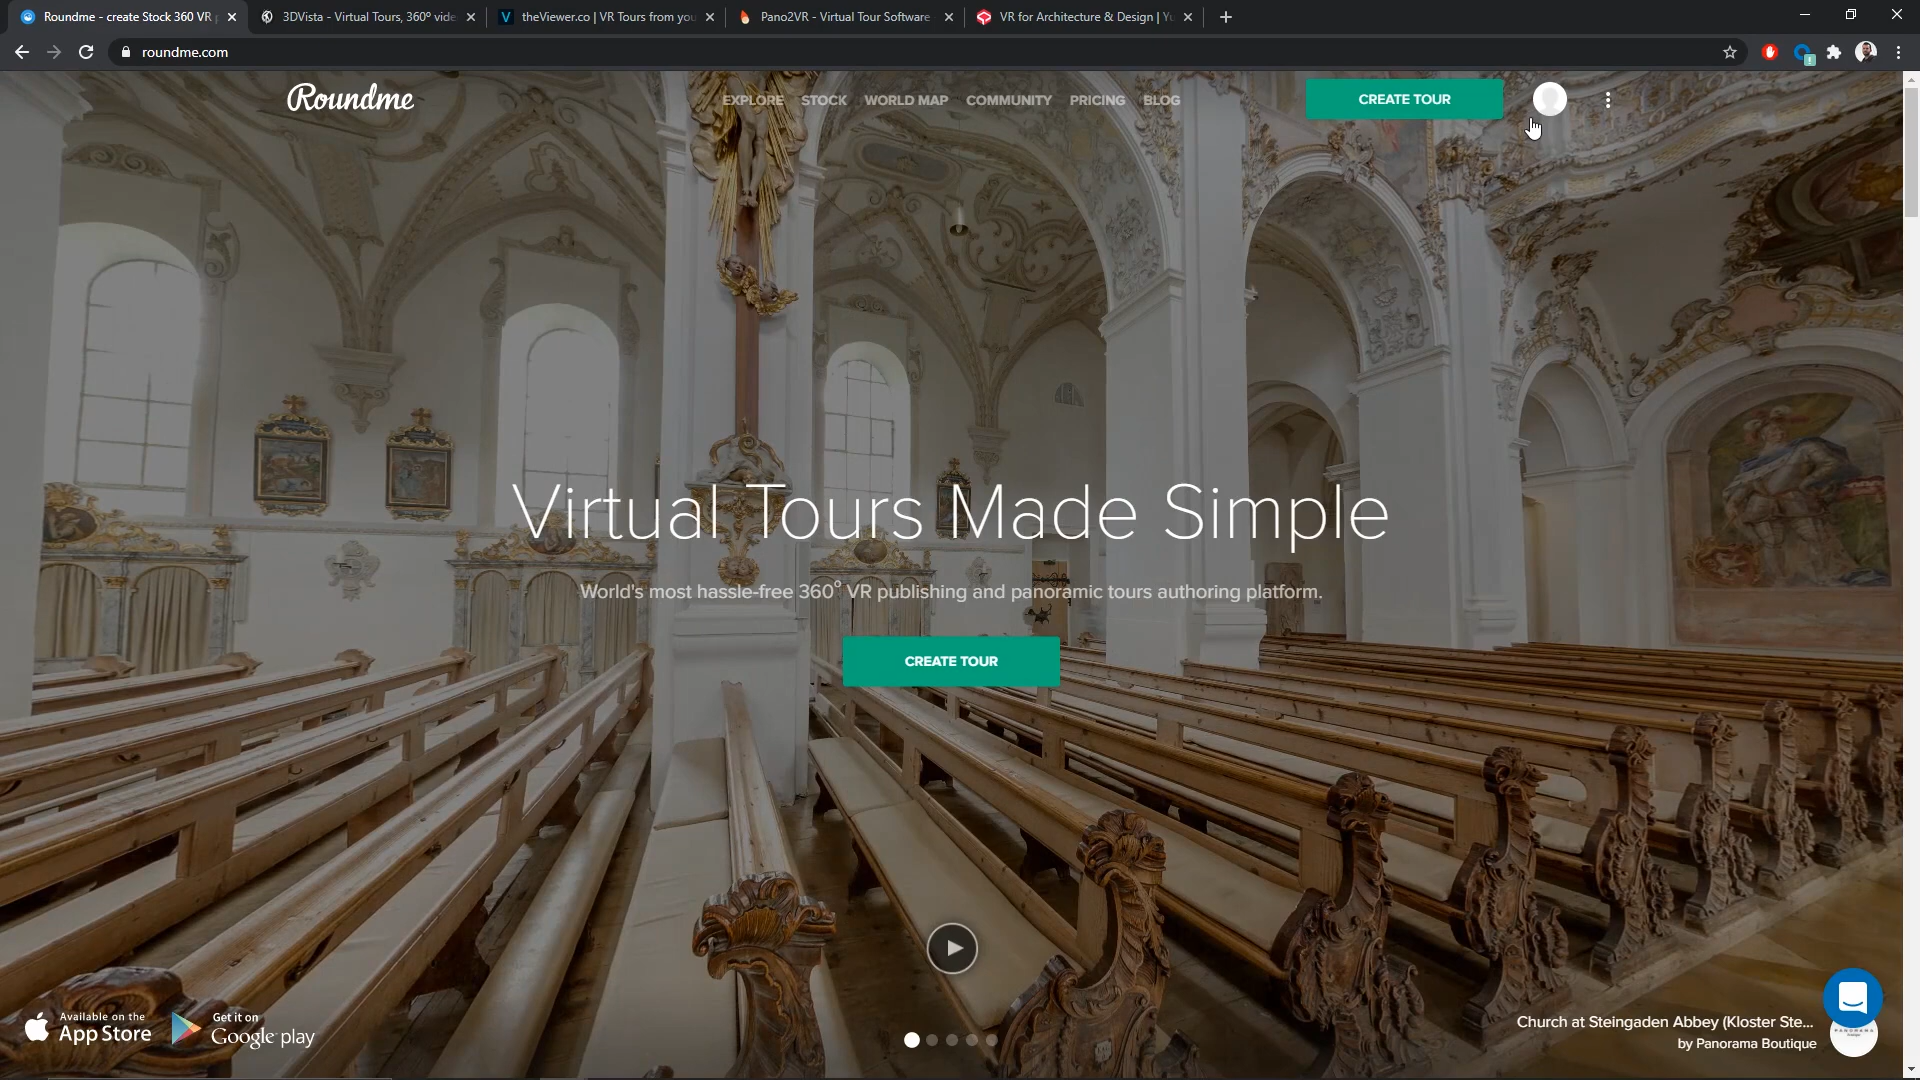 Roundme - create Stock 360 VR
3DVista - Virtual Tours, 360º vide
theViewer.co | VR Tours from you
Pano2VR - Virtual Tour Software
VR for Architecture & Design |
roundme.com
Roundme
EXPLORE STOCK WORLD MAP COMMUNITY PRICING BLOG
CREATE TOUR
Virtual Tours Made Simple
World's most hassle-free 360° VR publishing and panoramic tours authoring platform.
CREATE TOUR
Available on the
App Store
Get it on
Google play
Church at Steingaden Abbey (Kloster Ste...
by Panorama Boutique